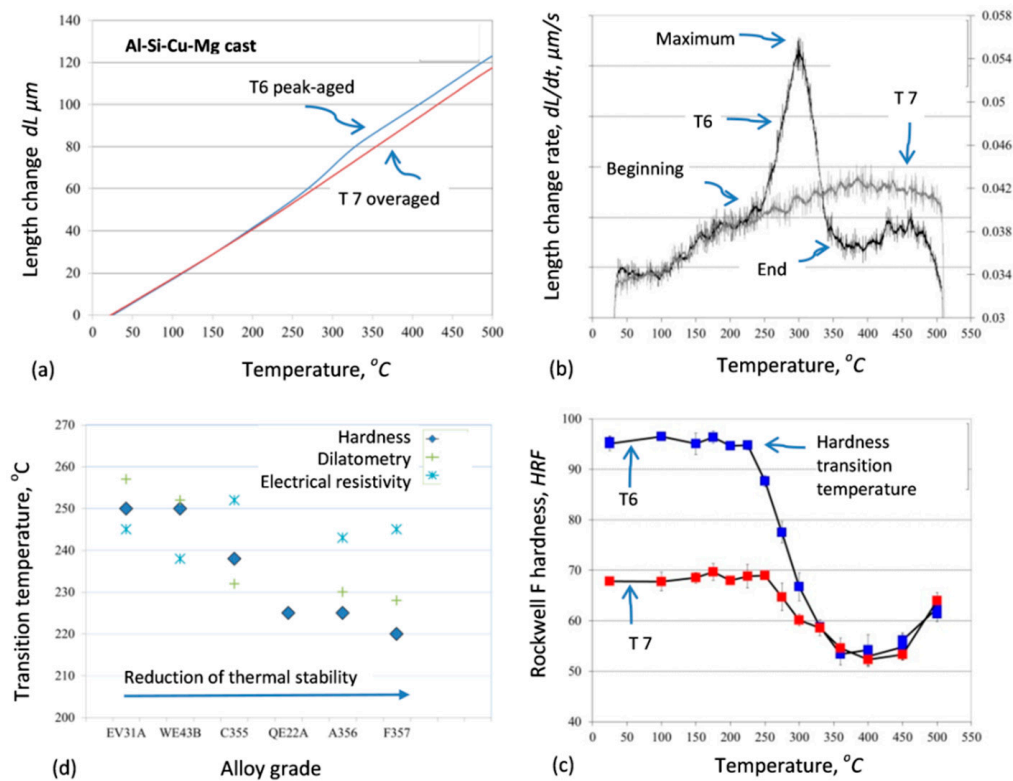 140
120
100
80
60
40
20
0
Length change dL μm
Al-Si-Cu-Mg cast
T6 peak-aged
T 7 overaged
0 50 100 150 200 250 300 350 400 450 500
Temperature, °C
(a)
Length change rate, dL/dt, μm/s
Maximum
T6
T 7
Beginning
End
0.058
0.054
0.05
0.046
0.042
0.038
0.034
0.03
0 50 100 150 200 250 300 350 400 450 500 550
Temperature, °C
(b)
270
260
250
240
230
220
210
200
Transition temperature, °C
Hardness
Dilatometry
Electrical resistivity
Reduction of thermal stability
EV31A WE43B C355 QE22A A356 F357
Alloy grade
(d)
100
90
80
70
60
50
40
Rockwell F hardness, HRF
Hardness
transition
temperature
T6
T 7
0 50 100 150 200 250 300 350 400 450 500 550
Temperature, °C
(c)